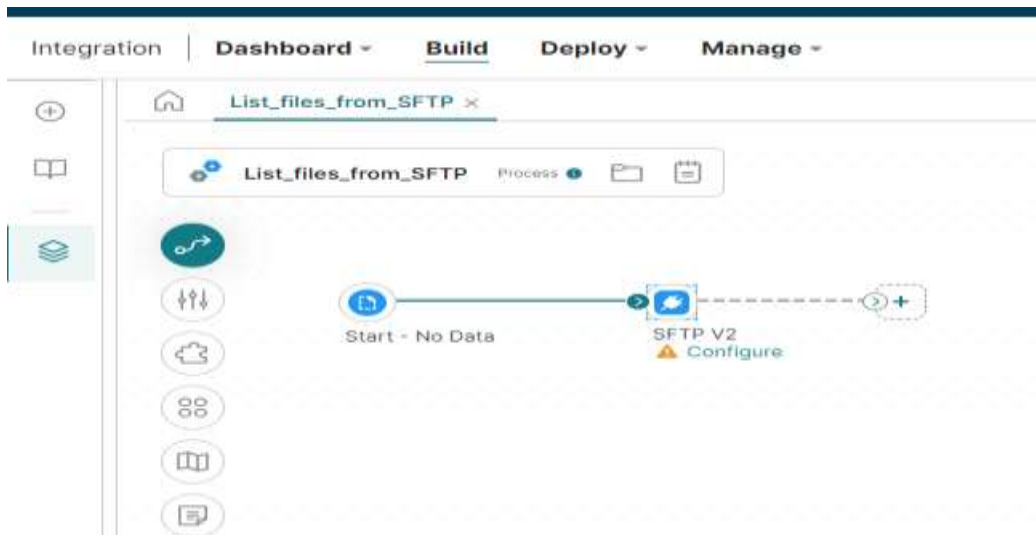 Integration Dashboard Build Deploy Manage
List_files_from_SFTP
List_files_from_SFTP Process
Start - No Data
SFTP V2
Configure